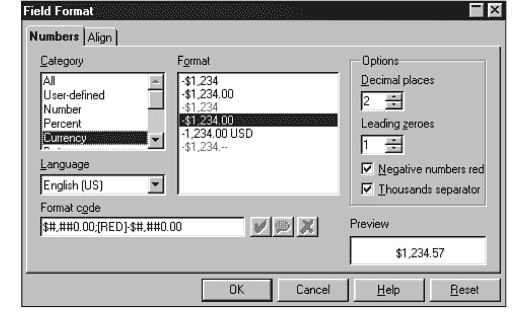 Field Format
Numbers Align
Category
All
User-defined
Number
Percent
Currency
Language
English (US)
Format
-$1,234
-$1,234.00
-$1,234
-$1,234.00
-1,234.00 USD
-$1,234.--
Options
Decimal places
2
Leading zeroes
1
Negative numbers red
Thousands separator
Format code
$#,##0.00;[RED]-$#,##0.00
Preview
$1,234.57
OK Cancel Help Reset